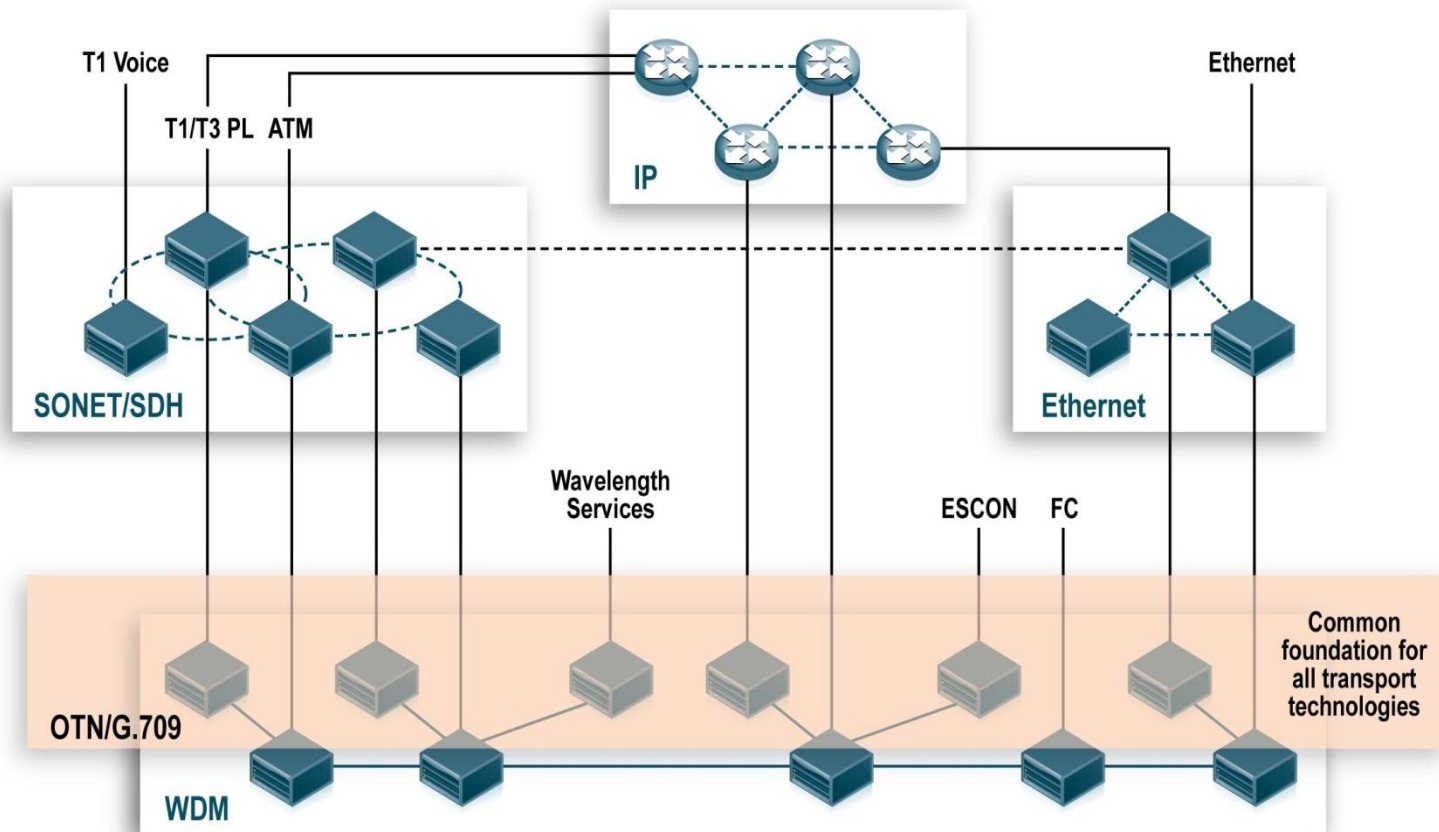 T1 Voice
T1/T3 PL
ATM
IP
Ethernet
SONET/SDH
Ethernet
Wavelength
Services
ESCON
FC
Common
foundation for
all transport
technologies
OTN/G.709
WDM